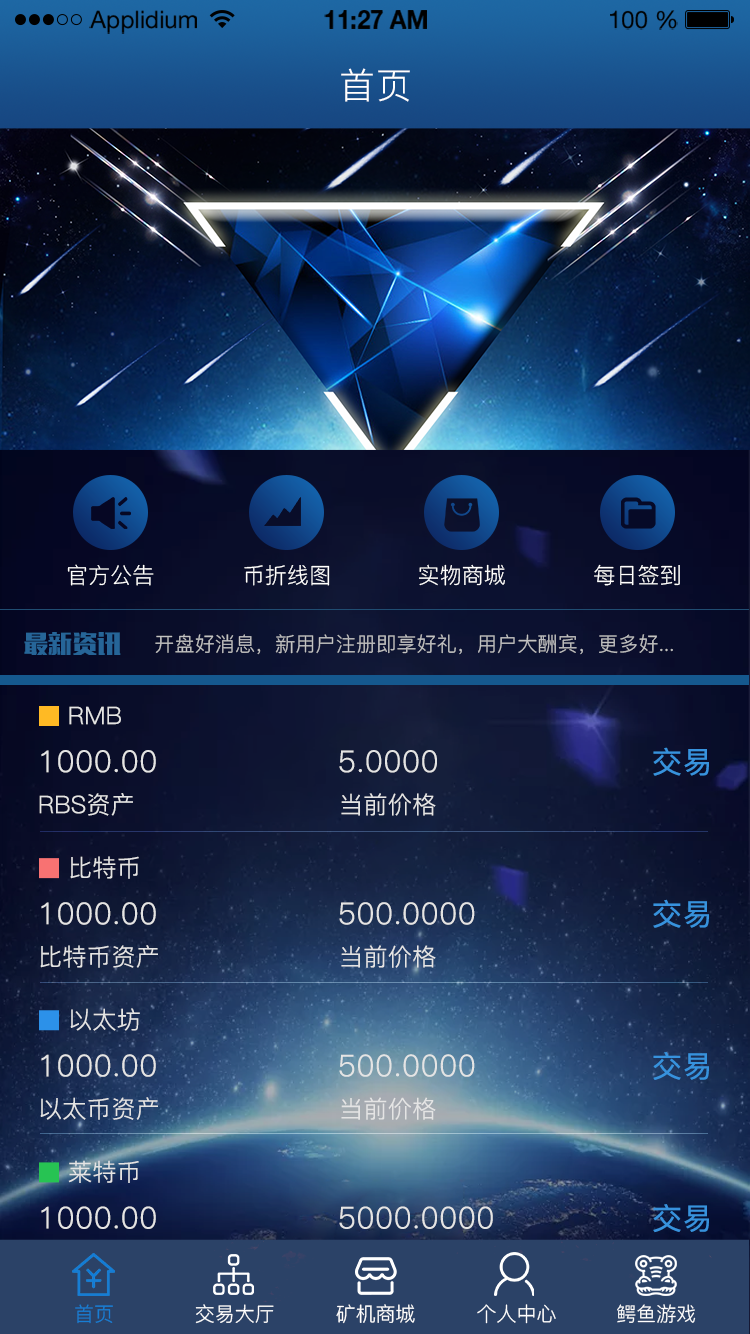 Applidium 11:27 AM 100 %
首页
官方公告 币折线图 实物商城 每日签到
最新资讯 开盘好消息，新用户注册即享好礼，用户大酬宾，更多好...
RMB
1000.00 5.0000 交易
RBS资产 当前价格
比特币
1000.00 500.0000 交易
比特币资产 当前价格
以太坊
1000.00 500.0000 交易
以太币资产 当前价格
莱特币
1000.00 5000.0000 交易
首页 交易大厅 矿机商城 个人中心 鳄鱼游戏